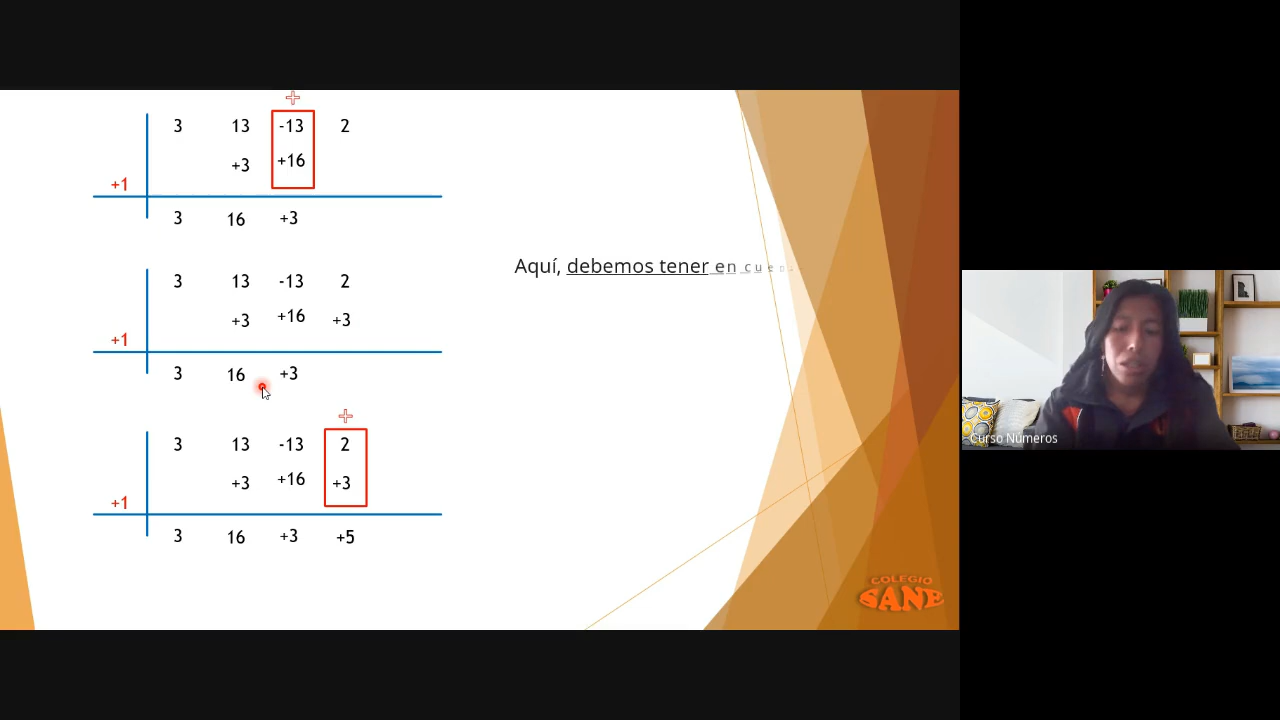 3 13 -13 2
+3 +16
+1
3 16 +3
Aquí, debemos tener en
3 13 -13 2
+3 +16 +3
+1
3 16 +3
3 13 -13 2
+3 +16 +3
+1
3 16 +3 +5
Curso Números
COLEGIO
SANE